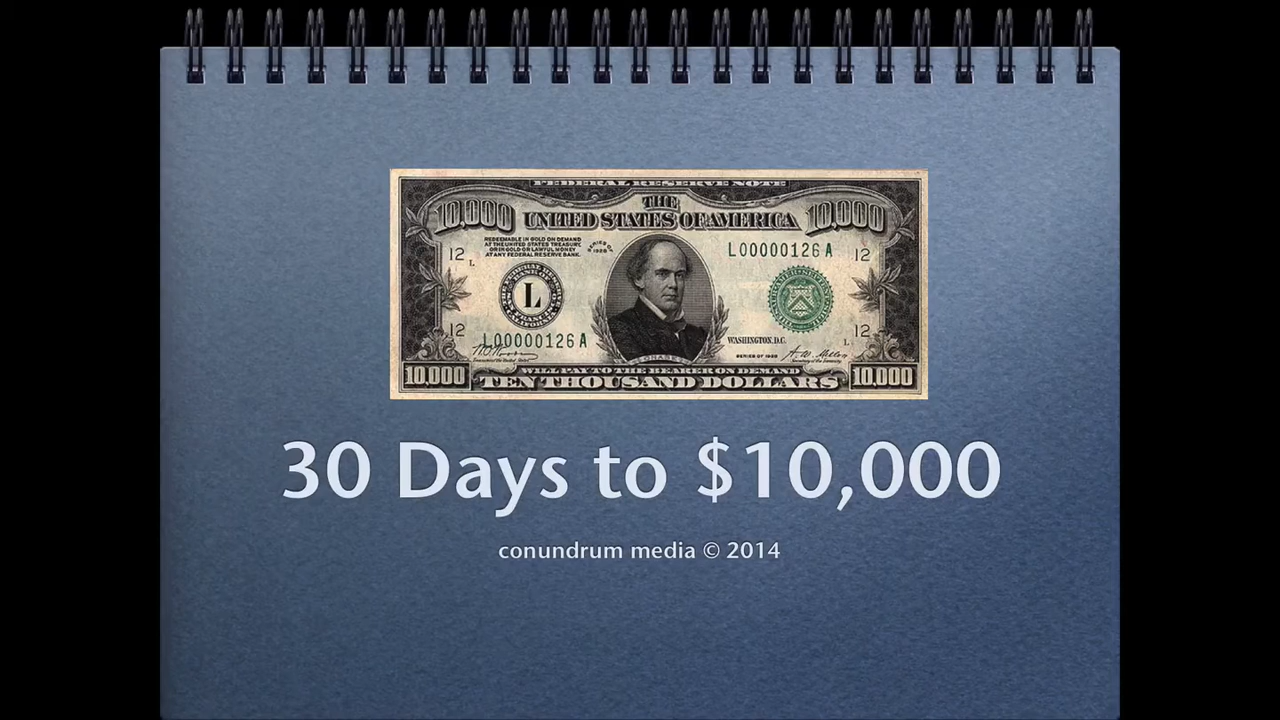 FEDERAL RESERVE NOTE
THE
10,000 UNITED STATES OF AMERICA 10,000
REDEEMABLE IN GOLD ON DEMAND
AT THE UNITED STATES TREASURY,
OR IN GOLD OR LAWFUL MONEY
AT ANY FEDERAL RESERVE BANK.
SERIES OF
1928
L00000126A
12
L
12
L
12
L00000126A
12
L
WASHINGTON, D.C.
SERIES OF 1928
CHASE
WILL PAY TO THE BEARER ON DEMAND
10,000 TEN THOUSAND DOLLARS 10,000
30 Days to $10,000
conundrum media © 2014